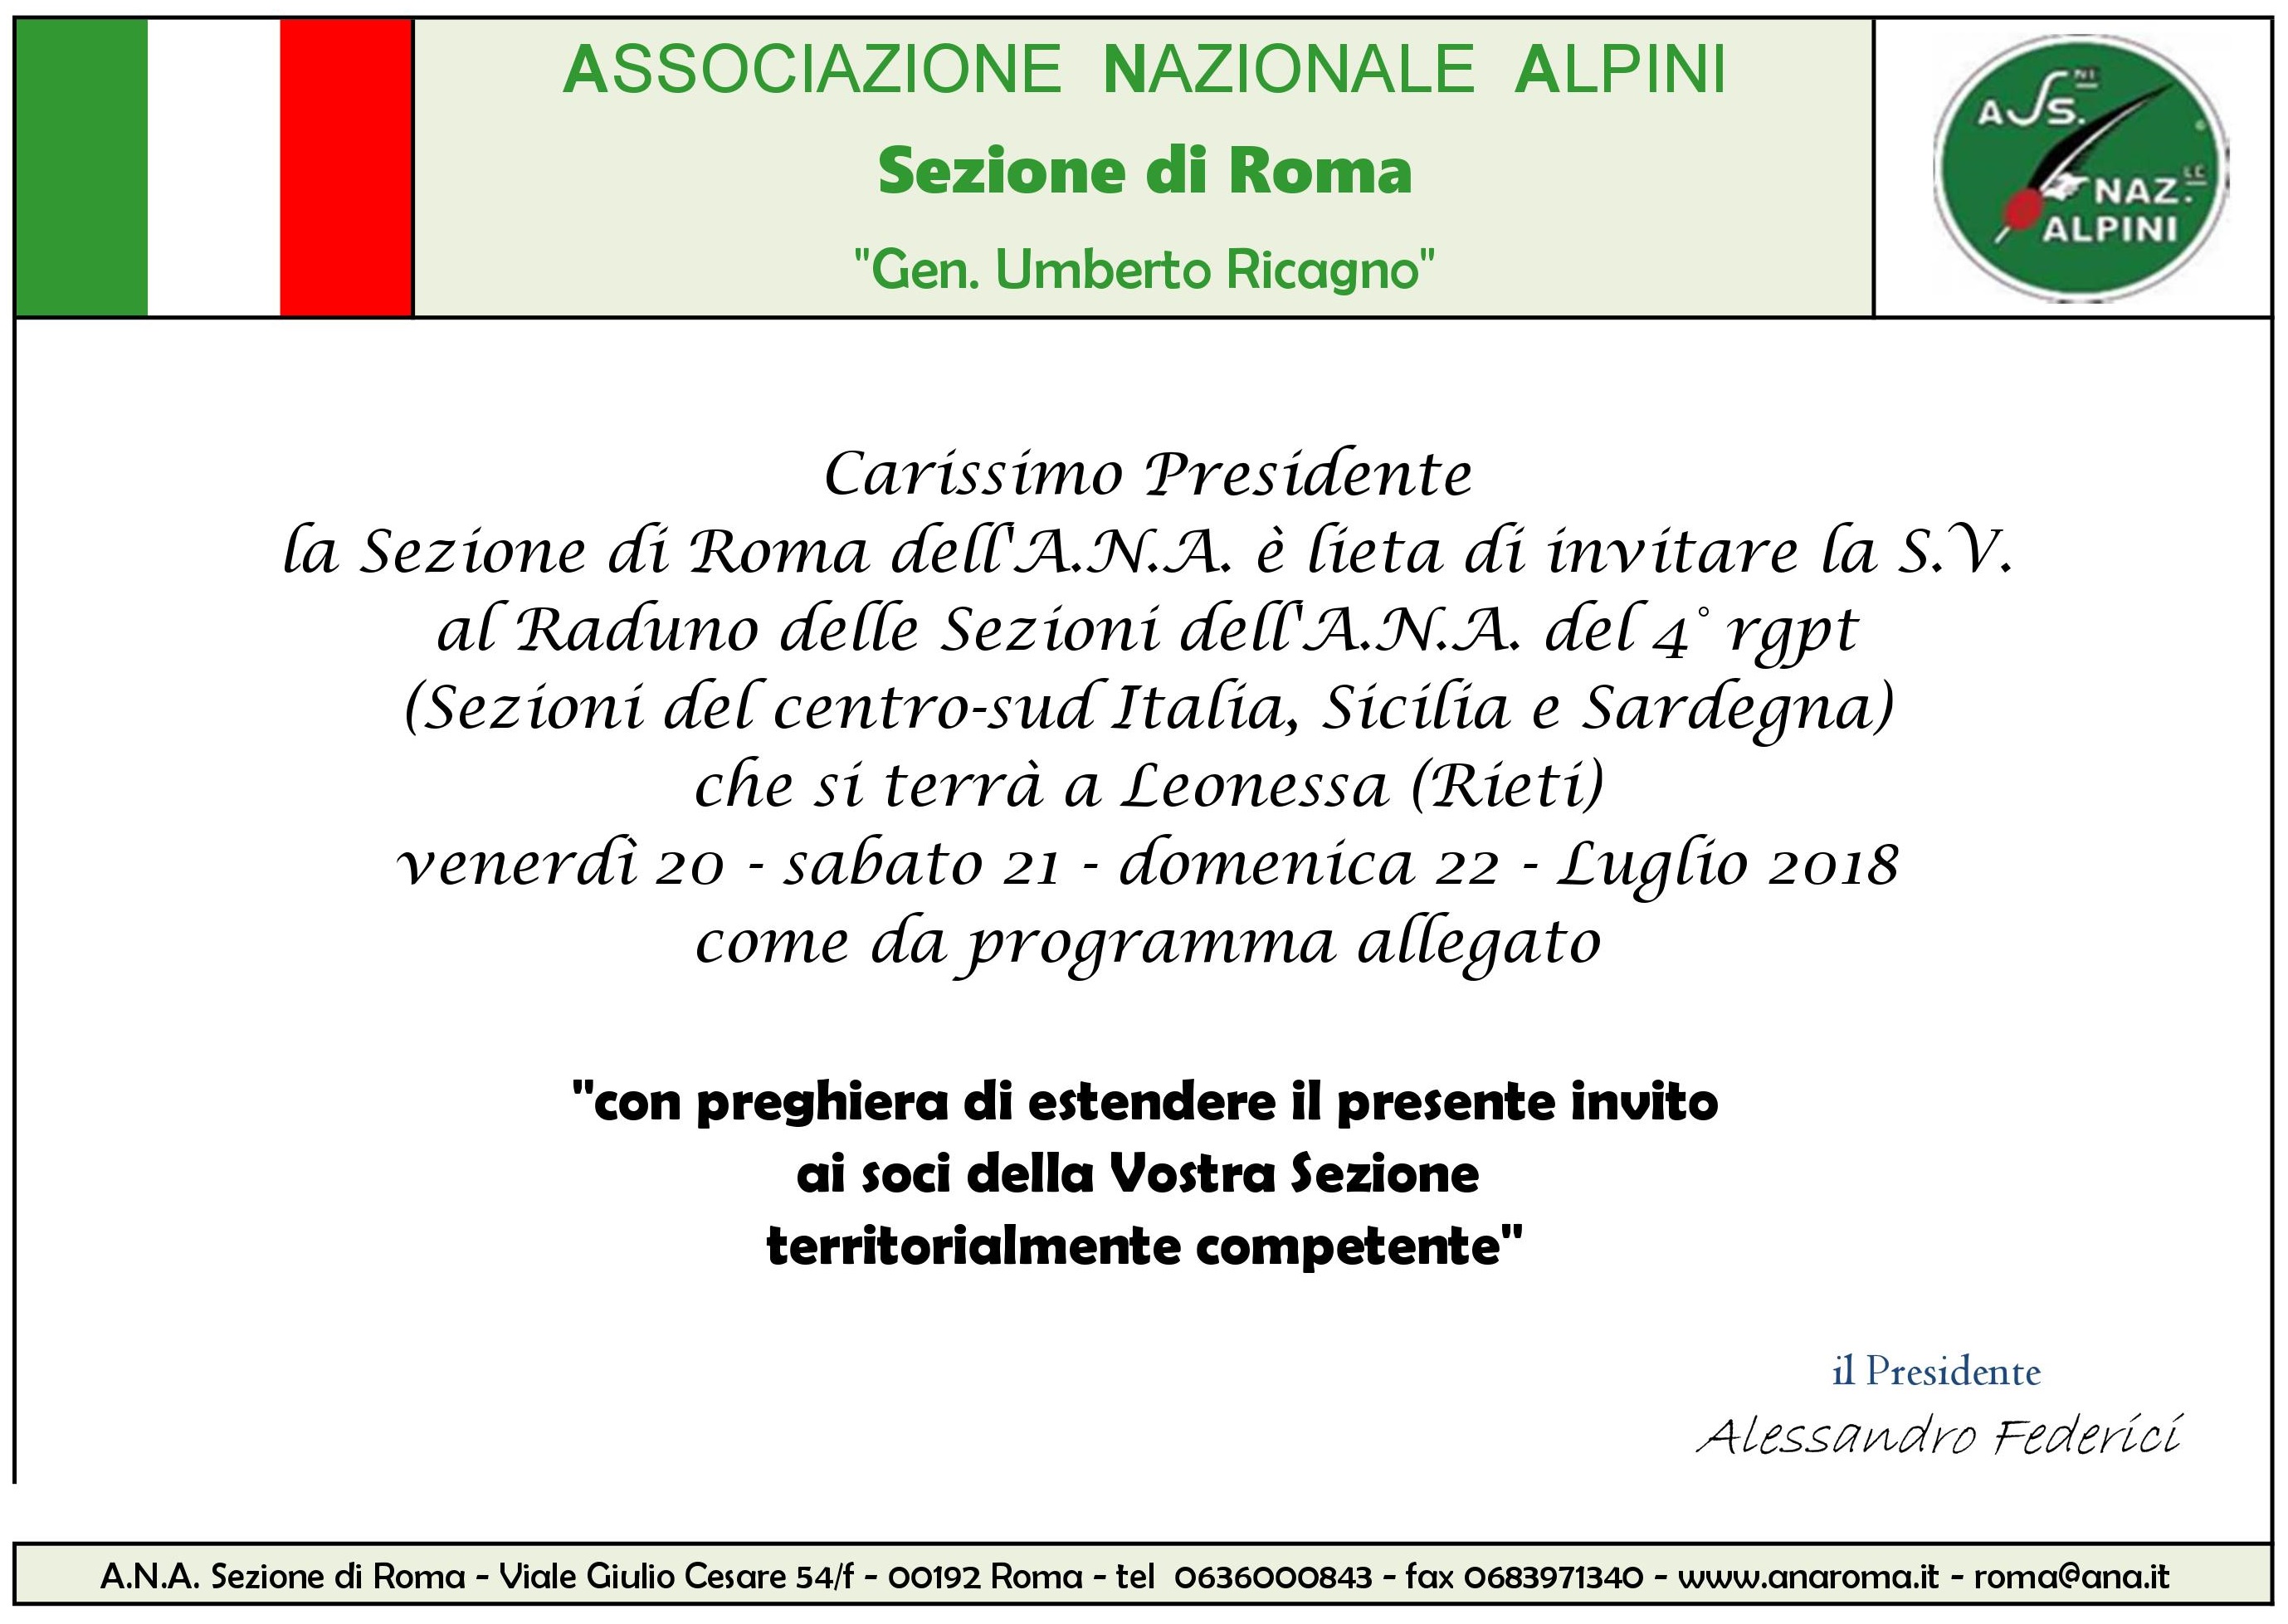 ASSOCIAZIONE NAZIONALE ALPINI
Sezione di Roma
"Gen. Umberto Ricagno"
ASS.NI
NAZ.LE
ALPINI
Carissimo Presidente
la Sezione di Roma dell'A.N.A. è lieta di invitare la S.V.
al Raduno delle Sezioni dell'A.N.A. del 4° rgpt
(Sezioni del centro-sud Italia, Sicilia e Sardegna)
che si terrà a Leonessa (Rieti)
venerdì 20 - sabato 21 - domenica 22 - Luglio 2018
come da programma allegato
"con preghiera di estendere il presente invito
ai soci della Vostra Sezione
territorialmente competente"
il Presidente
Alessandro Federici
A.N.A. Sezione di Roma - Viale Giulio Cesare 54/f - 00192 Roma - tel 0636000843 - fax 0683971340 - www.anaroma.it - roma@ana.it